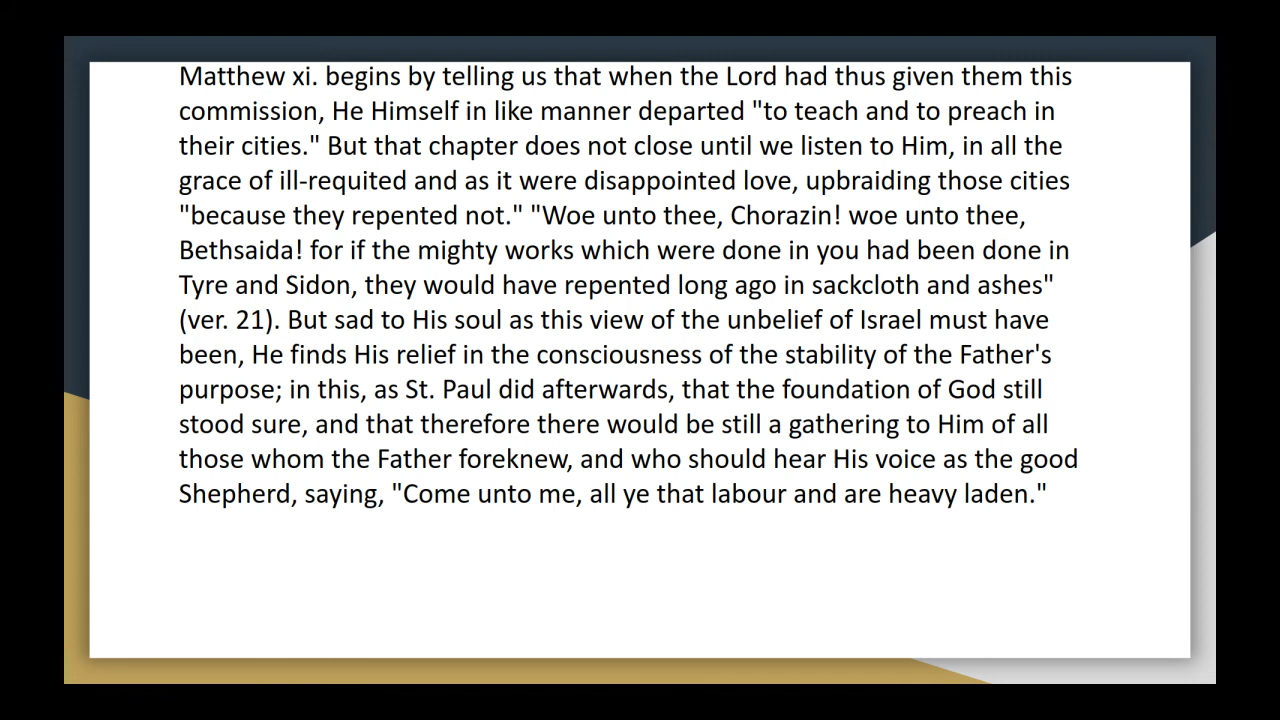 Matthew xi. begins by telling us that when the Lord had thus given them this
commission, He Himself in like manner departed "to teach and to preach in
their cities." But that chapter does not close until we listen to Him, in all the
grace of ill-requited and as it were disappointed love, upbraiding those cities
"because they repented not." "Woe unto thee, Chorazin! woe unto thee,
Bethsaida! for if the mighty works which were done in you had been done in
Tyre and Sidon, they would have repented long ago in sackcloth and ashes"
(ver. 21). But sad to His soul as this view of the unbelief of Israel must have
been, He finds His relief in the consciousness of the stability of the Father's
purpose; in this, as St. Paul did afterwards, that the foundation of God still
stood sure, and that therefore there would be still a gathering to Him of all
those whom the Father foreknew, and who should hear His voice as the good
Shepherd, saying, "Come unto me, all ye that labour and are heavy laden."